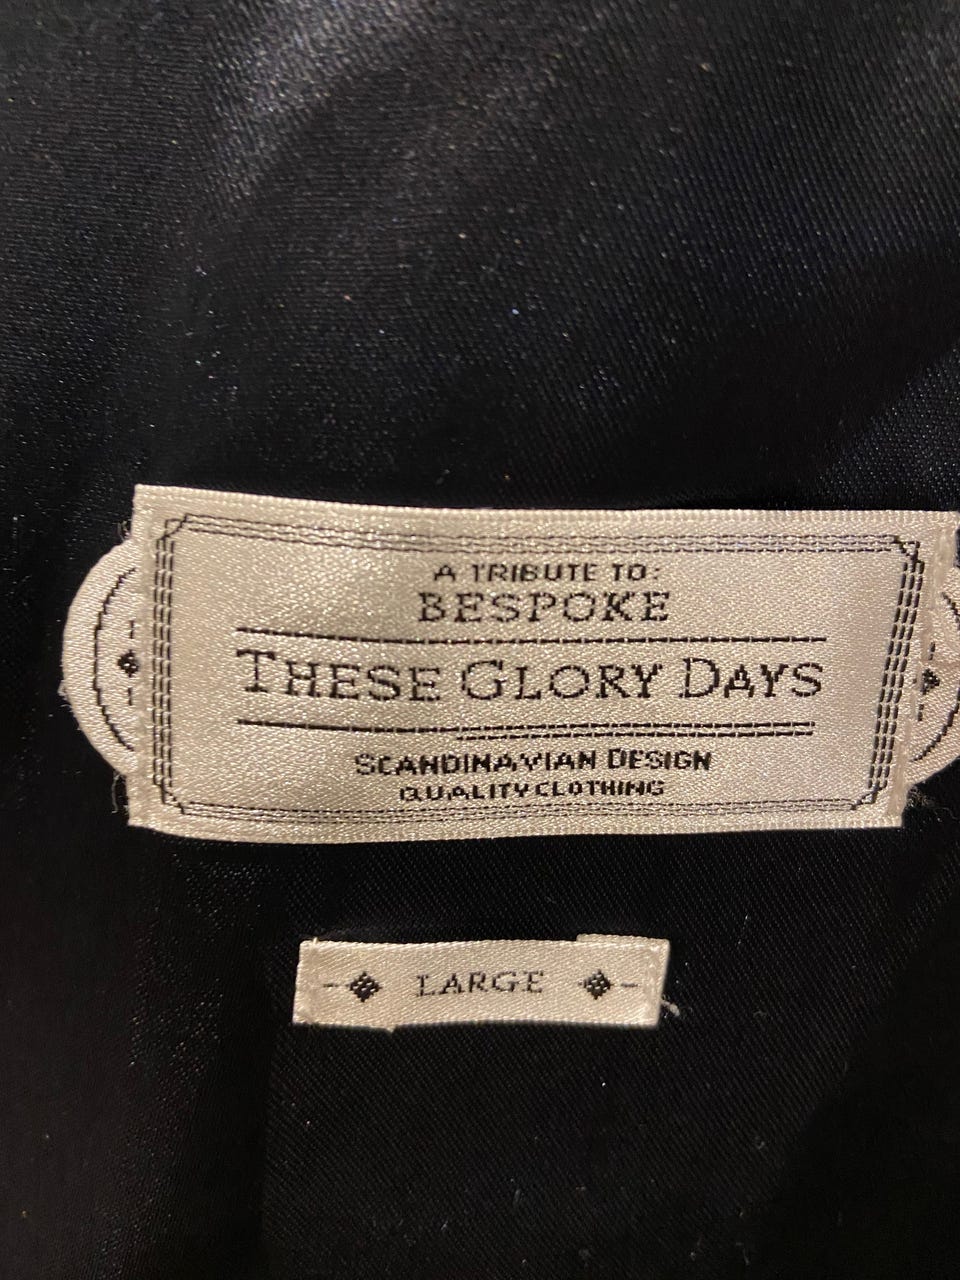 A TRIBUTE TO:
BESPOKE
THESE GLORY DAYS
SCANDINAVIAN DESIGN
QUALITY CLOTHING
LARGE